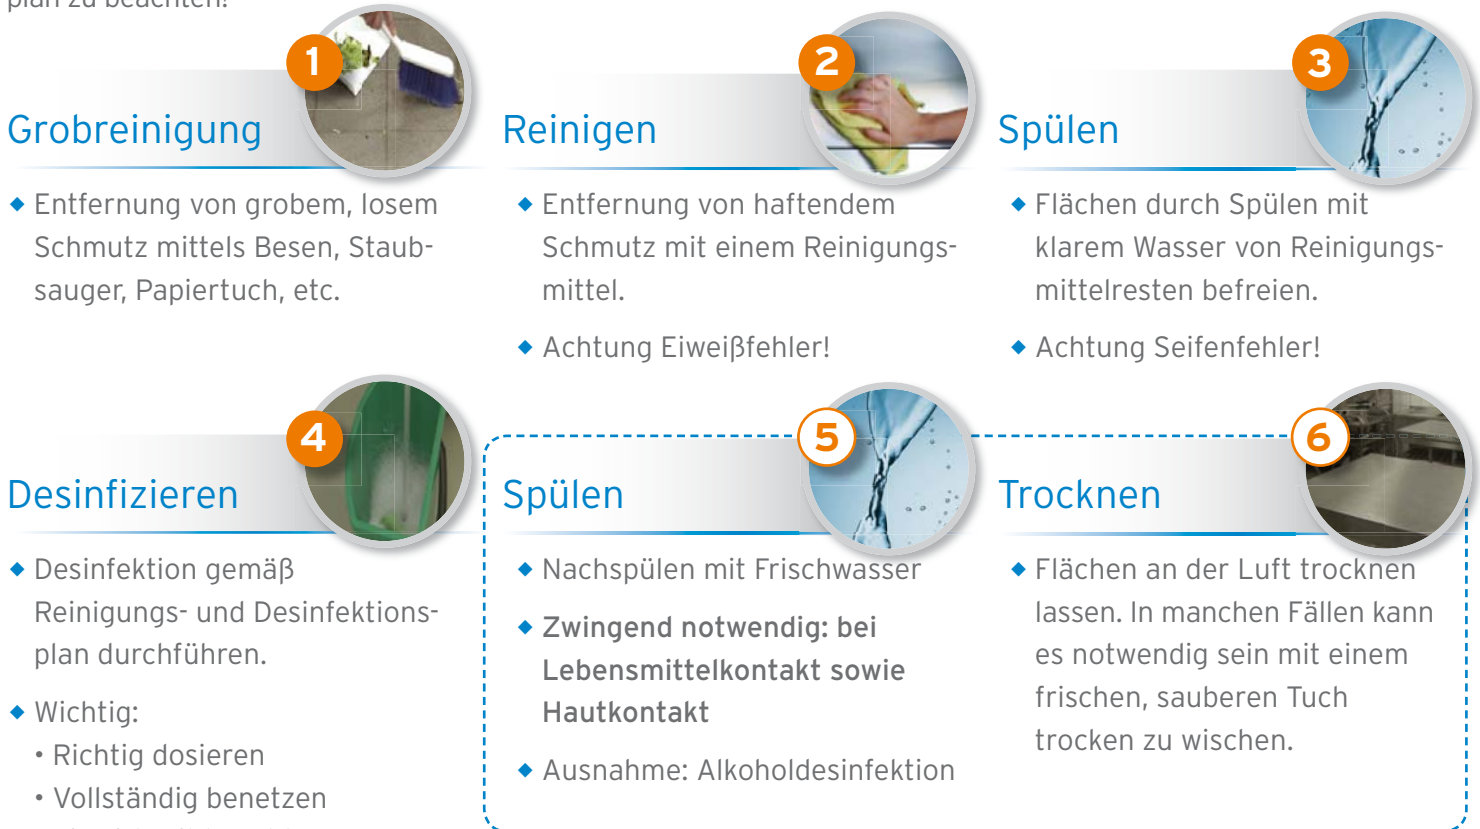 plan zu beachten!
1
Grobreinigung
◆ Entfernung von grobem, losem
Schmutz mittels Besen, Staub-
sauger, Papiertuch, etc.
2
Reinigen
◆ Entfernung von haftendem
Schmutz mit einem Reinigungs-
mittel.
◆ Achtung Eiweißfehler!
3
Spülen
◆ Flächen durch Spülen mit
klarem Wasser von Reinigungs-
mittelresten befreien.
◆ Achtung Seifenfehler!
4
Desinfizieren
◆ Desinfektion gemäß
Reinigungs- und Desinfektions-
plan durchführen.
◆ Wichtig:
• Richtig dosieren
• Vollständig benetzen
5
Spülen
◆ Nachspülen mit Frischwasser
◆ Zwingend notwendig: bei
Lebensmittelkontakt sowie
Hautkontakt
◆ Ausnahme: Alkoholdesinfektion
6
Trocknen
◆ Flächen an der Luft trocknen
lassen. In manchen Fällen kann
es notwendig sein mit einem
frischen, sauberen Tuch
trocken zu wischen.